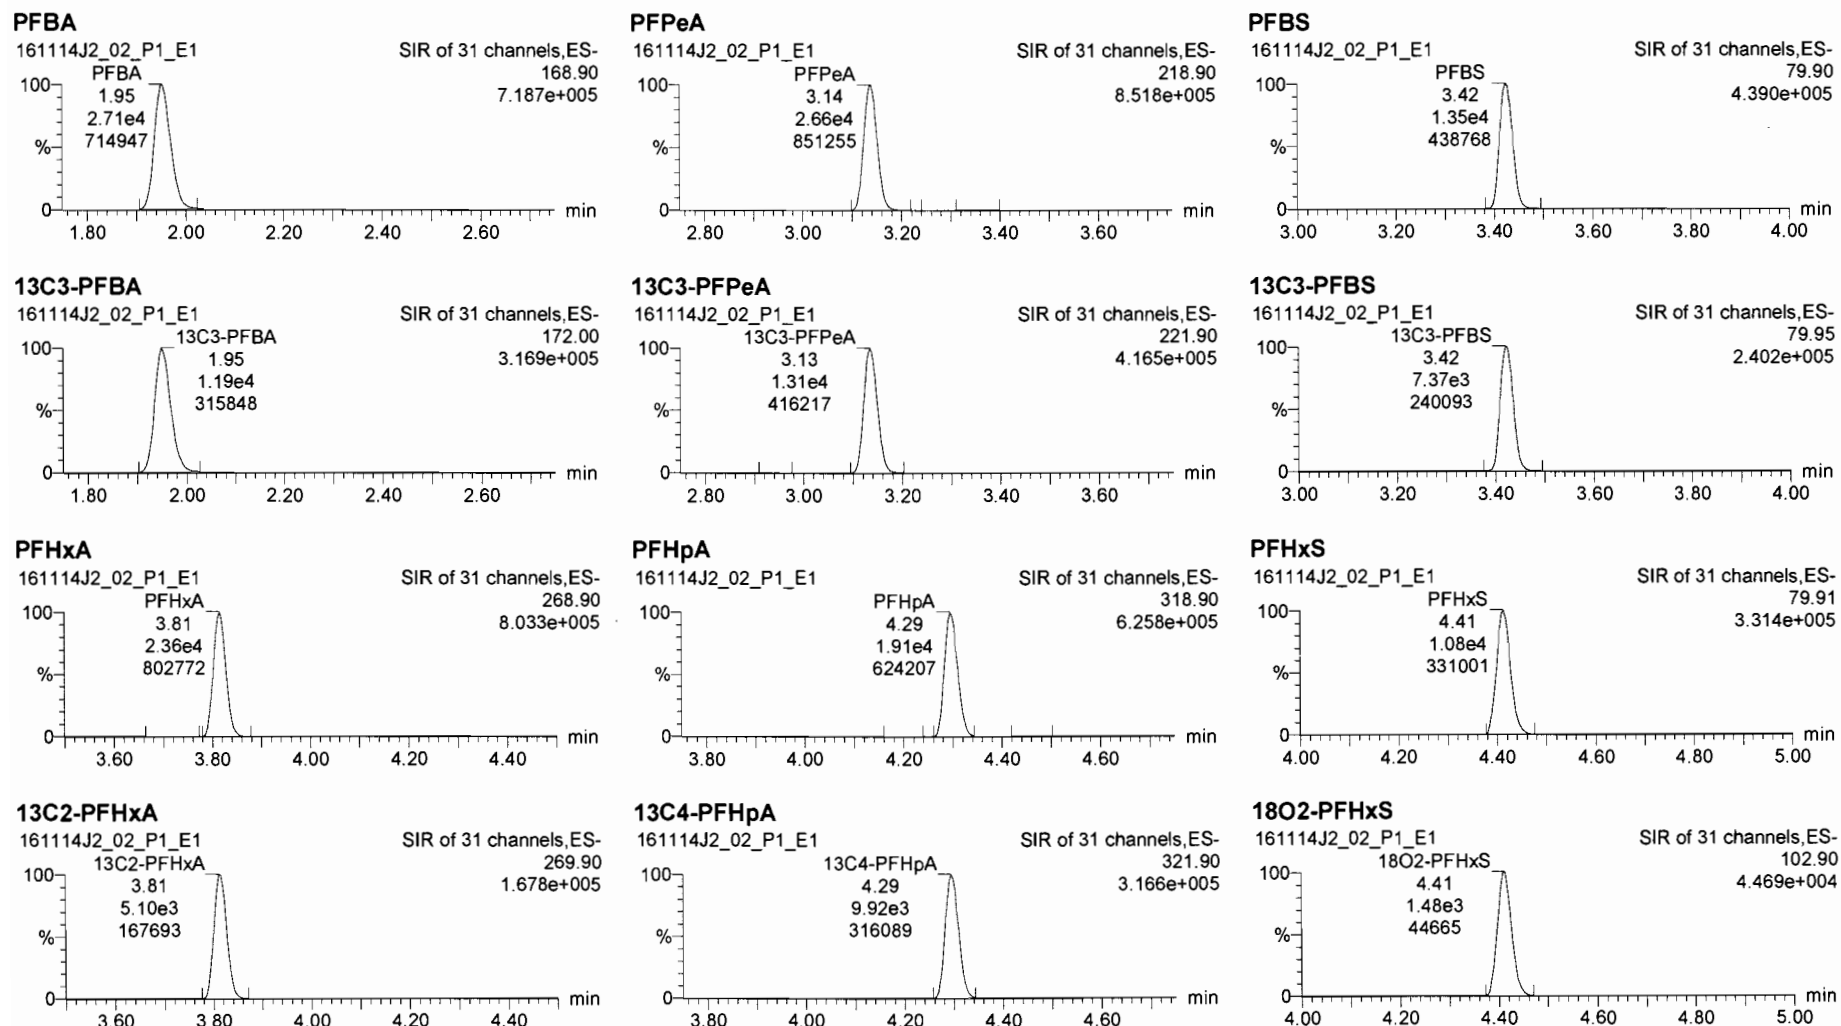 PFBA
161114J2_02_P1_E1
SIR of 31 channels,ES-
PFBA
168.90
1.95
7.187e+005
2.71e4
714947
100
%
0
min
1.80 2.00 2.20 2.40 2.60
PFPeA
161114J2_02_P1_E1
SIR of 31 channels,ES-
PFPeA
218.90
3.14
8.518e+005
2.66e4
851255
100
%
0
min
2.80 3.00 3.20 3.40 3.60
PFBS
161114J2_02_P1_E1
SIR of 31 channels,ES-
PFBS
79.90
3.42
4.390e+005
1.35e4
438768
100
%
0
min
3.00 3.20 3.40 3.60 3.80 4.00
13C3-PFBA
161114J2_02_P1_E1
SIR of 31 channels,ES-
13C3-PFBA
172.00
1.95
3.169e+005
1.19e4
315848
100
%
0
min
1.80 2.00 2.20 2.40 2.60
13C3-PFPeA
161114J2_02_P1_E1
SIR of 31 channels,ES-
13C3-PFPeA
221.90
3.13
4.165e+005
1.31e4
416217
100
%
0
min
2.80 3.00 3.20 3.40 3.60
13C3-PFBS
161114J2_02_P1_E1
SIR of 31 channels,ES-
13C3-PFBS
79.95
3.42
2.402e+005
7.37e3
240093
100
%
0
min
3.00 3.20 3.40 3.60 3.80 4.00
PFHxA
161114J2_02_P1_E1
SIR of 31 channels,ES-
PFHxA
268.90
3.81
8.033e+005
2.36e4
802772
100
%
0
min
3.60 3.80 4.00 4.20 4.40
PFHpA
161114J2_02_P1_E1
SIR of 31 channels,ES-
PFHpA
318.90
4.29
6.258e+005
1.91e4
624207
100
%
0
min
3.80 4.00 4.20 4.40 4.60
PFHxS
161114J2_02_P1_E1
SIR of 31 channels,ES-
PFHxS
79.91
4.41
3.314e+005
1.08e4
331001
100
%
0
min
4.00 4.20 4.40 4.60 4.80 5.00
13C2-PFHxA
161114J2_02_P1_E1
SIR of 31 channels,ES-
13C2-PFHxA
269.90
3.81
1.678e+005
5.10e3
167693
100
%
0
min
3.60 3.80 4.00 4.20 4.40
13C4-PFHpA
161114J2_02_P1_E1
SIR of 31 channels,ES-
13C4-PFHpA
321.90
4.29
3.166e+005
9.92e3
316089
100
%
0
min
3.80 4.00 4.20 4.40 4.60
18O2-PFHxS
161114J2_02_P1_E1
SIR of 31 channels,ES-
18O2-PFHxS
102.90
4.41
4.469e+004
1.48e3
44665
100
%
0
min
4.00 4.20 4.40 4.60 4.80 5.00